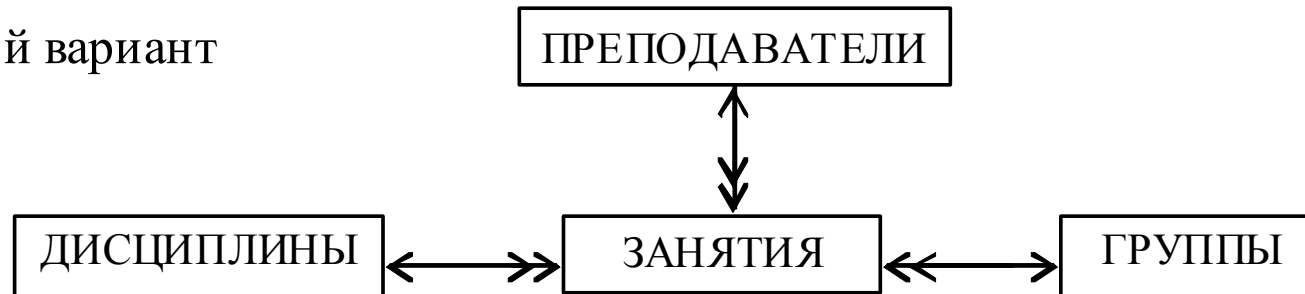 й вариант
ПРЕПОДАВАТЕЛИ
ДИСЦИПЛИНЫ
ЗАНЯТИЯ
ГРУППЫ